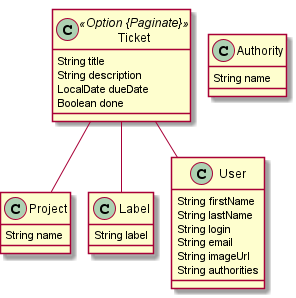 C «Option {Paginate}»
Ticket
String title
String description
LocalDate dueDate
Boolean done
C Authority
String name
C Project
String name
C Label
String label
C User
String firstName
String lastName
String login
String email
String imageUrl
String authorities